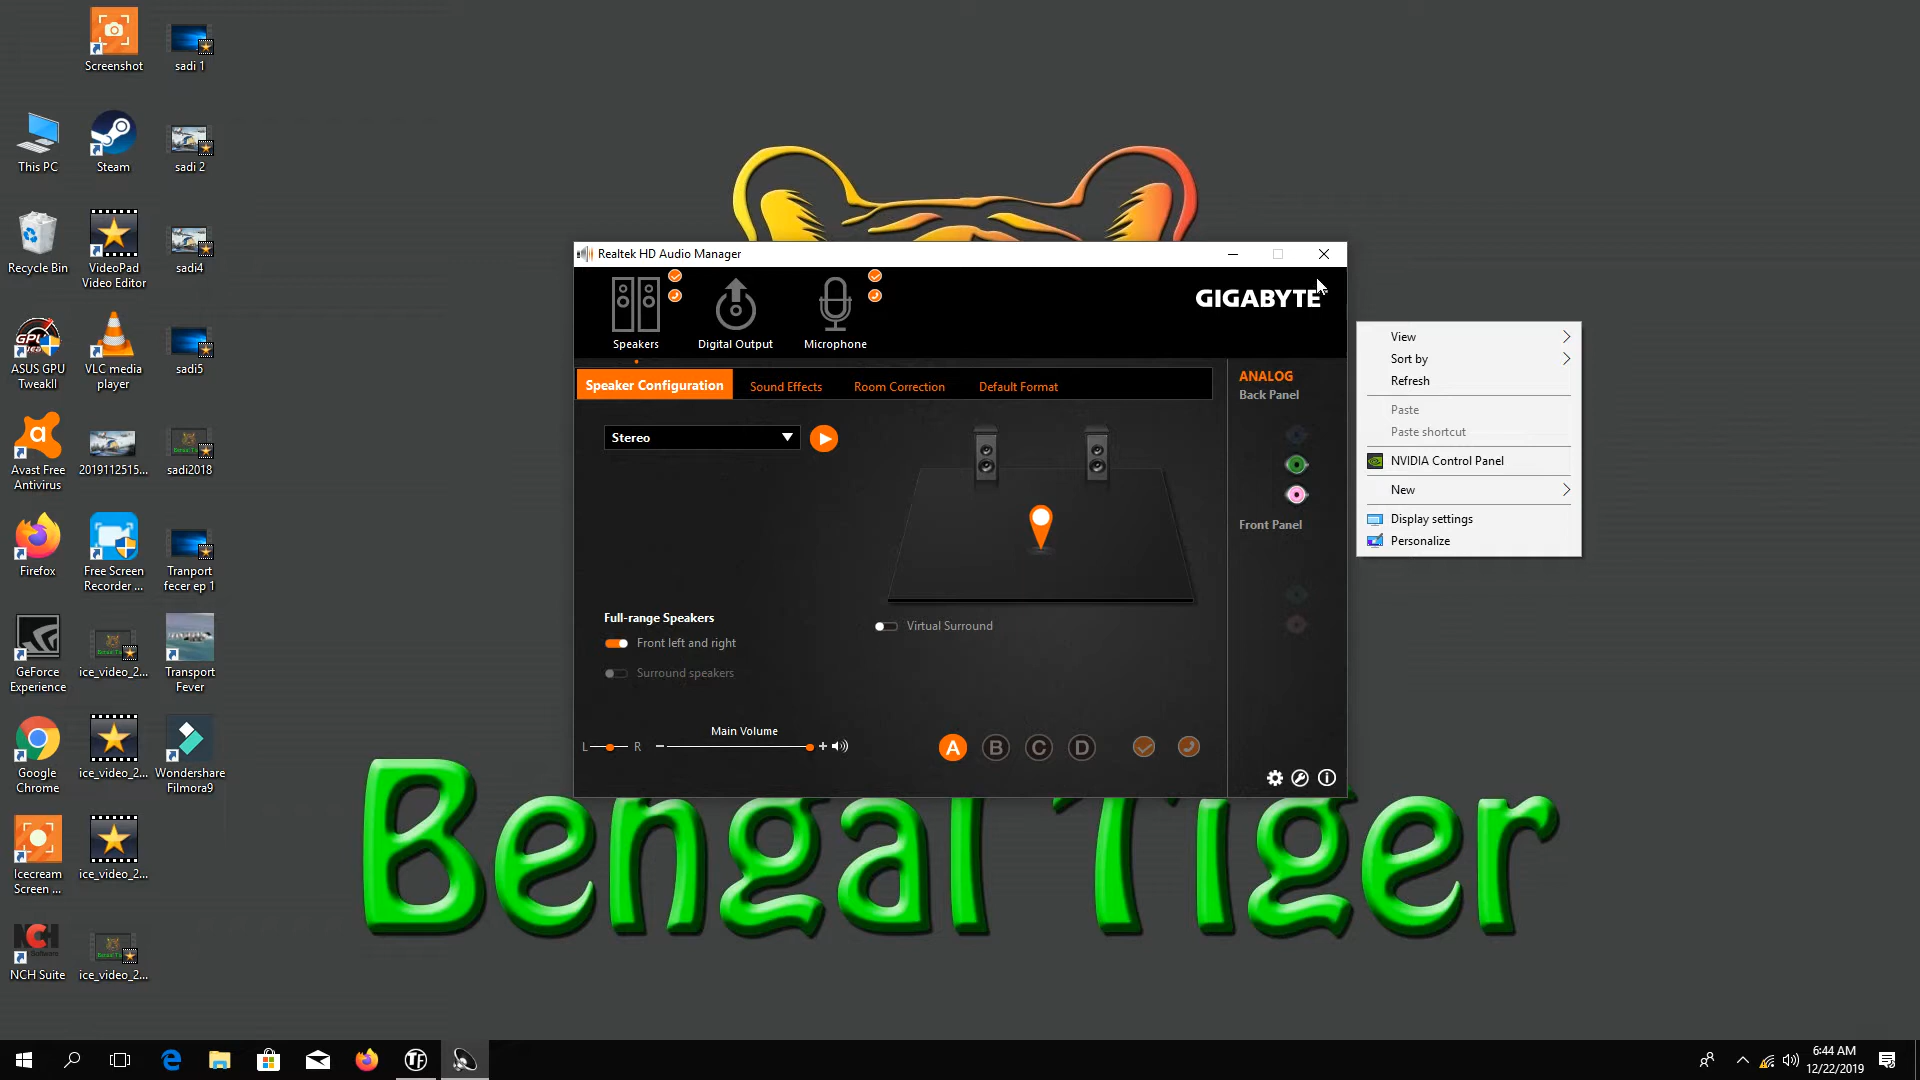 Screenshot
sadi 1
This PC
Steam
sadi 2
Recycle Bin
VideoPad
Video Editor
sadi4
ASUS GPU
TweakII
VLC media
player
sadi5
Avast Free
Antivirus
2019112515...
sadi2018
Firefox
Free Screen
Recorder ...
Tranport
fecer ep 1
GeForce
Experience
ice_video_2...
Transport
Fever
Google
Chrome
ice_video_2...
Wondershare
Filmora9
Icecream
Screen ...
ice_video_2...
NCH Suite
ice_video_2...
Realtek HD Audio Manager
Speakers
Digital Output
Microphone
GIGABYTE
Speaker Configuration
Sound Effects
Room Correction
Default Format
Stereo
Full-range Speakers
Front left and right
Surround speakers
Virtual Surround
Main Volume
L
R
A
B
C
D
ANALOG
Back Panel
Front Panel
View
Sort by
Refresh
Paste
Paste shortcut
NVIDIA Control Panel
New
Display settings
Personalize
Bengal Tiger
6:44 AM
12/22/2019